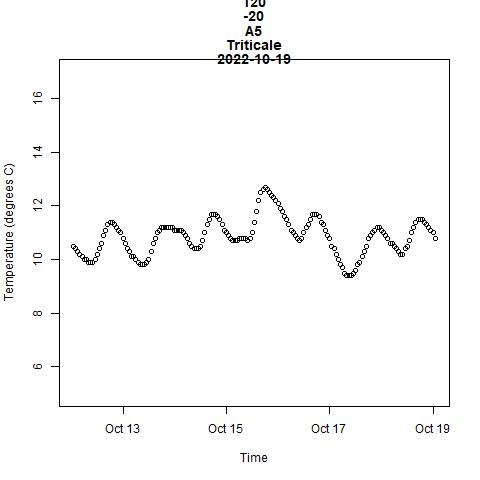 120
-20
A5
Triticale
2022-10-19
16
14
12
10
8
6
Temperature (degrees C)
Oct 13
Oct 15
Oct 17
Oct 19
Time